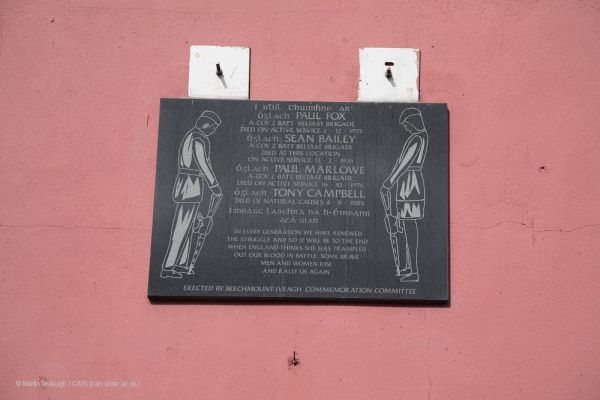 I nDíl Chuimhne an
Óglach PAUL FOX
A-COY 2 BATT BELFAST BRIGADE
DIED ON ACTIVE SERVICE 1 - 12 - 1975
Óglach SEAN BAILEY
A-COY 2 BATT BELFAST BRIGADE
DIED AT THIS LOCATION
ON ACTIVE SERVICE 13 - 2 - 1976
Óglach PAUL MARLOWE
A-COY 2 BATT BELFAST BRIGADE
DIED ON ACTIVE SERVICE 16 - 10 - 1976
Óglach TONY CAMPBELL
DIED OF NATURAL CAUSES 4 - 8 - 1985
I measc laochra na h-Éireann
atá siad
IN EVERY GENERATION WE HAVE RENEWED
THE STRUGGLE AND SO IT WILL BE TO THE END
WHEN ENGLAND THINKS SHE HAS TRAMPLED
OUT OUR BLOOD IN BATTLE, SOME BRAVE
MEN AND WOMEN RISE
AND RALLY US AGAIN.
ERECTED BY BEECHMOUNT IVEAGH COMMEMORATION COMMITTEE
© Martin Melaugh / CAIN (cain.ulster.ac.uk)